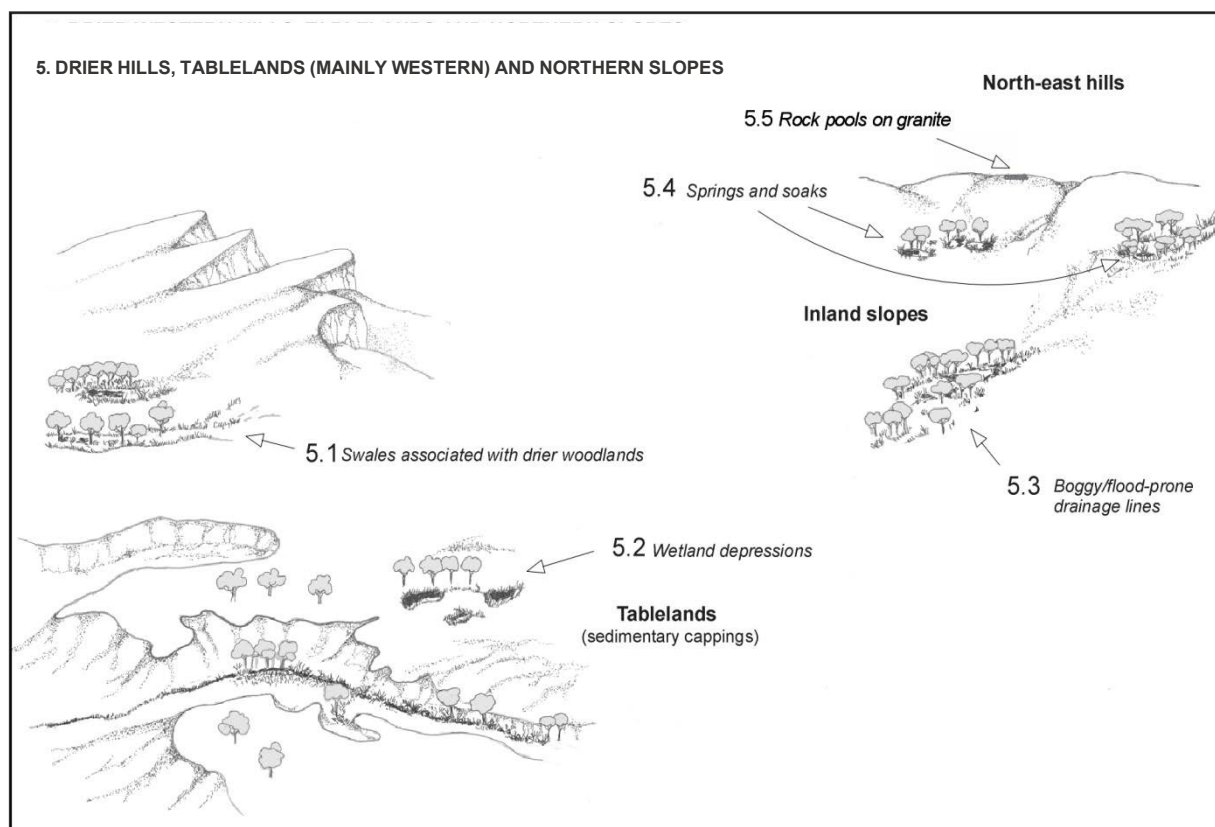 5. DRIER HILLS, TABLELANDS (MAINLY WESTERN) AND NORTHERN SLOPES
North-east hills
5.5 Rock pools on granite
5.4 Springs and soaks
Inland slopes
5.1 Swales associated with drier woodlands
5.3 Boggy/flood-prone
drainage lines
5.2 Wetland depressions
Tablelands
(sedimentary cappings)